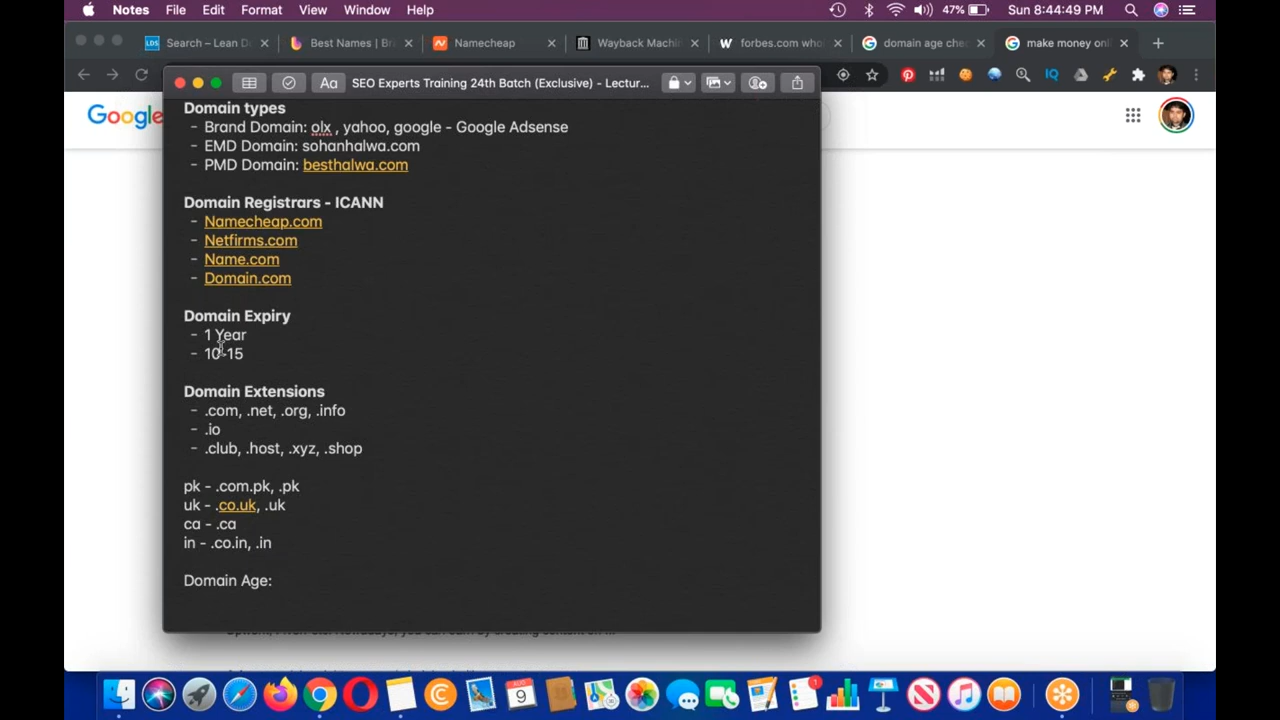 Notes File Edit Format View Window Help 47% Sun 8:44:49 PM
Search – Lean D Best Names | Br Namecheap Wayback Machi forbes.com who domain age che make money onl
SEO Experts Training 24th Batch (Exclusive) - Lectur...
Google
Domain types
- Brand Domain: olx , yahoo, google - Google Adsense
- EMD Domain: sohanhalwa.com
- PMD Domain: besthalwa.com
Domain Registrars - ICANN
- Namecheap.com
- Netfirms.com
- Name.com
- Domain.com
Domain Expiry
- 1 Year
- 10-15
Domain Extensions
- .com, .net, .org, .info
- .io
- .club, .host, .xyz, .shop
pk - .com.pk, .pk
uk - .co.uk, .uk
ca - .ca
in - .co.in, .in
Domain Age: